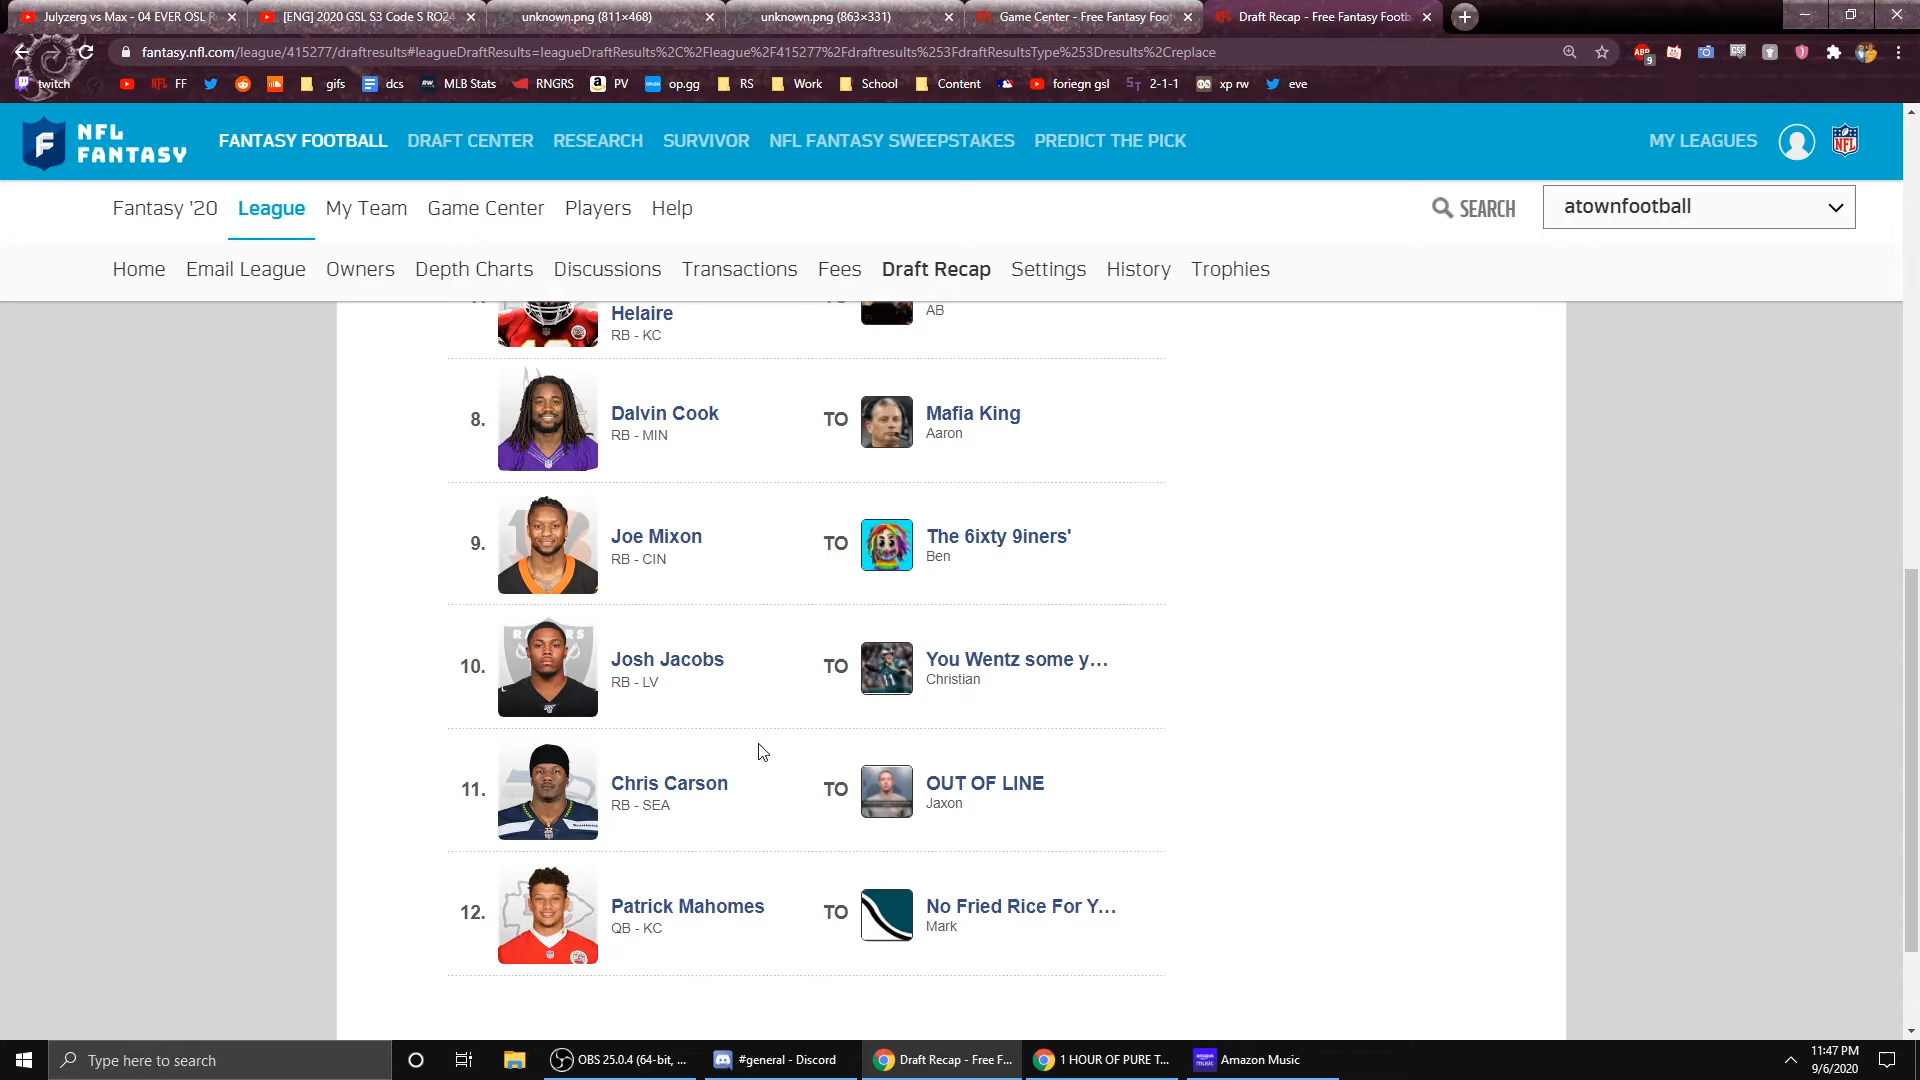 Julyzerg vs Max - 04 EVER OSL R
[ENG] 2020 GSL S3 Code S RO24
unknown.png (811×468)
unknown.png (863×331)
Game Center - Free Fantasy Foo
Draft Recap - Free Fantasy Footb
fantasy.nfl.com/league/415277/draftresults#leagueDraftResults=leagueDraftResults%2C%2Fleague%2F415277%2Fdraftresults%253FdraftResultsType%253Dresults%2Creplace
twitch
FF
gifs
dcs
MLB Stats
RNGRS
PV
op.gg
RS
Work
School
Content
foriegn gsl
2-1-1
xp rw
eve
NFL FANTASY
FANTASY FOOTBALL
DRAFT CENTER
RESEARCH
SURVIVOR
NFL FANTASY SWEEPSTAKES
PREDICT THE PICK
MY LEAGUES
Fantasy '20
League
My Team
Game Center
Players
Help
SEARCH
atownfootball
Home
Email League
Owners
Depth Charts
Discussions
Transactions
Fees
Draft Recap
Settings
History
Trophies
Helaire
RB - KC
AB
8.
Dalvin Cook
RB - MIN
TO
Mafia King
Aaron
9.
Joe Mixon
RB - CIN
TO
The 6ixty 9iners'
Ben
10.
Josh Jacobs
RB - LV
TO
You Wentz some y...
Christian
11.
Chris Carson
RB - SEA
TO
OUT OF LINE
Jaxon
12.
Patrick Mahomes
QB - KC
TO
No Fried Rice For Y...
Mark
Type here to search
OBS 25.0.4 (64-bit, ...
#general - Discord
Draft Recap - Free F...
1 HOUR OF PURE T...
Amazon Music
11:47 PM
9/6/2020